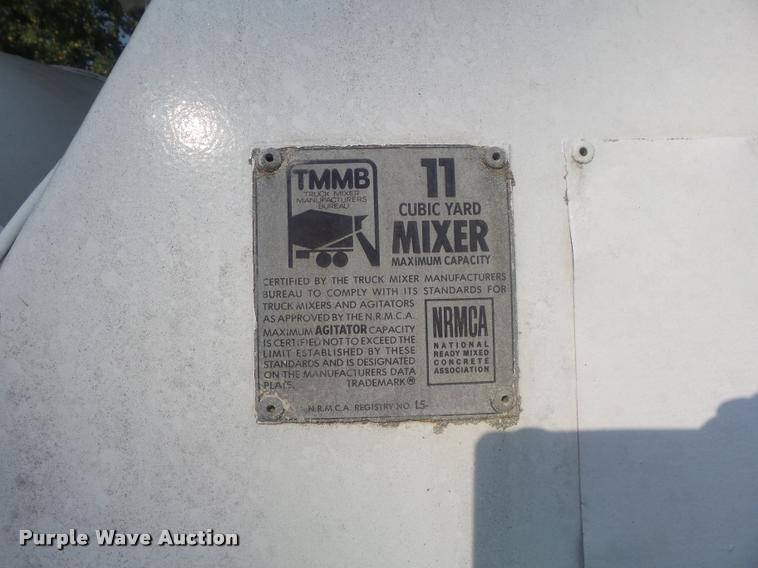 TMMB
TRUCK MIXER
MANUFACTURERS
BUREAU
11
CUBIC YARD
MIXER
MAXIMUM CAPACITY
CERTIFIED BY THE TRUCK MIXER MANUFACTURERS
BUREAU TO COMPLY WITH ITS STANDARDS FOR
TRUCK MIXERS AND AGITATORS
AS APPROVED BY THE N.R.M.C.A.
MAXIMUM AGITATOR CAPACITY
IS CERTIFIED NOT TO EXCEED THE
LIMIT ESTABLISHED BY THESE
STANDARDS AND IS DESIGNATED
ON THE MANUFACTURERS DATA
PLATE. TRADEMARK®
NRMCA
NATIONAL
READY MIXED
CONCRETE
ASSOCIATION
N.R.M.C.A. REGISTRY NO. L5-
Purple Wave Auction